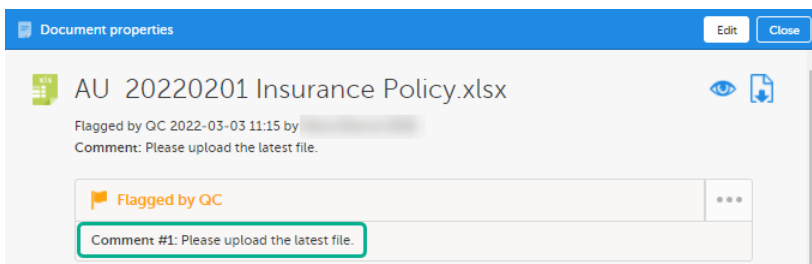 Document properties
Edit
Close
xls
AU 20220201 Insurance Policy.xlsx
Flagged by QC 2022-03-03 11:15 by
Comment: Please upload the latest file.
Flagged by QC
Comment #1: Please upload the latest file.